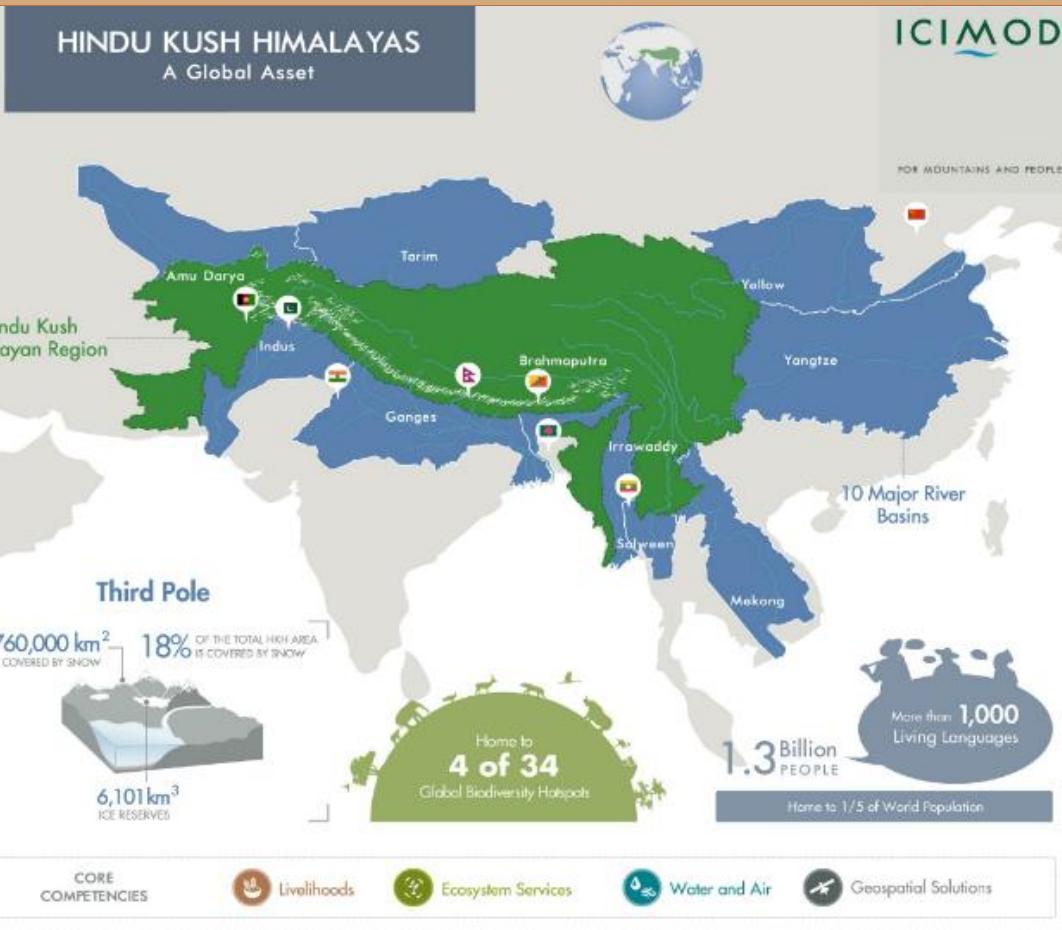 HINDU KUSH HIMALAYAS
A Global Asset
ICIMOD
FOR MOUNTAINS AND PEOPLE
Tarim
Amu Darya
Yellow
ndu Kush
ayan Region
Indus
Brahmaputra
Yangtze
Ganges
Irrawaddy
10 Major River
Basins
Salween
Mekong
Third Pole
760,000 km²
COVERED BY SNOW
18% OF THE TOTAL HKH AREA
IS COVERED BY SNOW
6,101 km³
ICE RESERVES
Home to
4 of 34
Global Biodiversity Hotspots
More than 1,000
Living Languages
1.3 Billion
PEOPLE
Home to 1/5 of World Population
CORE
COMPETENCIES
Livelihoods
Ecosystem Services
Water and Air
Geospatial Solutions